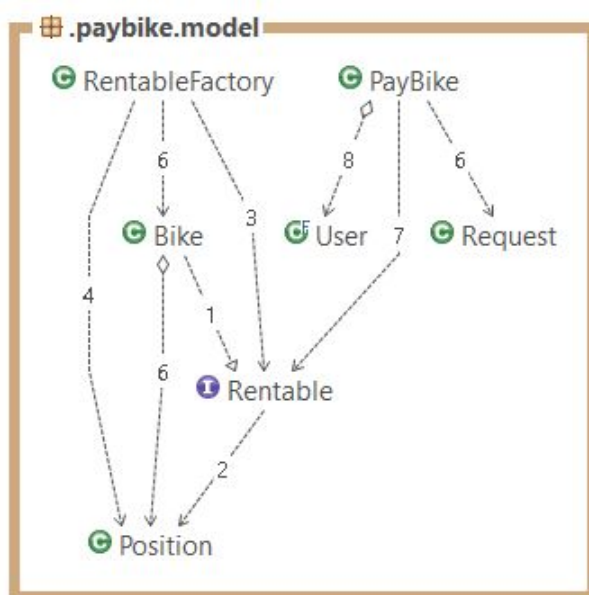 .paybike.model
C RentableFactory
C PayBike
6
8
6
C Bike
3
C F User
7
C Request
4
1
6
I Rentable
2
C Position